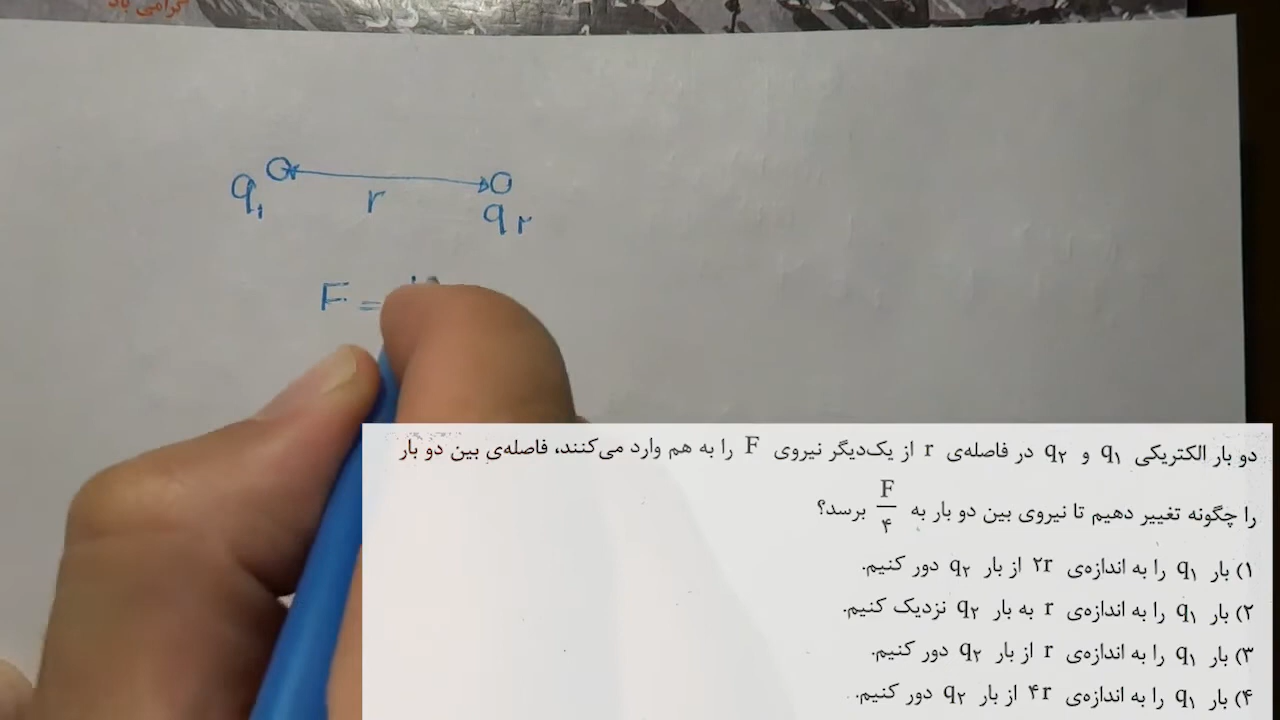 گرامی باد
q₁ r q₂
F =
دو بار الکتریکی q₁ و q₂ در فاصله‌ی r از یک‌دیگر نیروی F را به هم وارد می‌کنند، فاصله‌ی بین دو بار
را چگونه تغییر دهیم تا نیروی بین دو بار به F/۴ برسد؟
۱) بار q₁ را به اندازه‌ی ۲r از بار q₂ دور کنیم.
۲) بار q₁ را به اندازه‌ی r به بار q₂ نزدیک کنیم.
۳) بار q₁ را به اندازه‌ی r از بار q₂ دور کنیم.
۴) بار q₁ را به اندازه‌ی ۴r از بار q₂ دور کنیم.